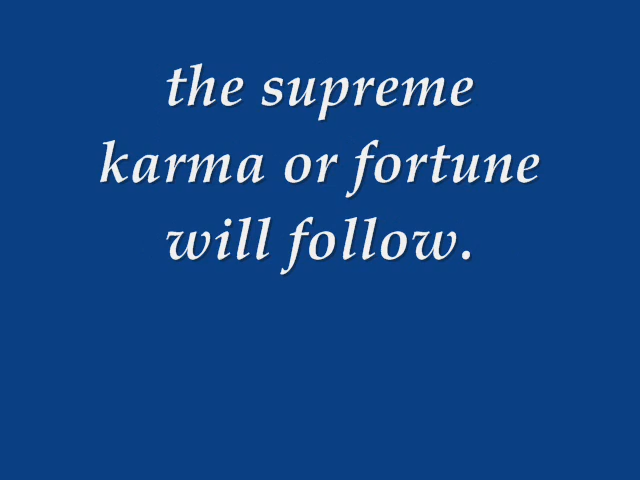 the supreme
karma or fortune
will follow.